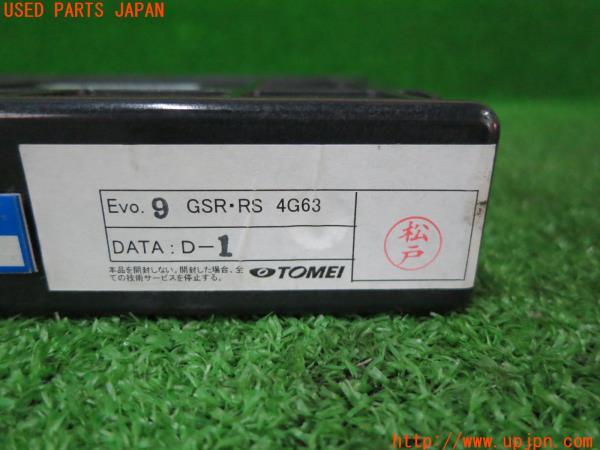 USED PARTS JAPAN
Evo. 9 GSR・RS 4G63
DATA : D-1
松戸
本品を開封しない。開封した場合、全
ての技術サービスを停止する。
TOMEI
http://www.upjpn.com/